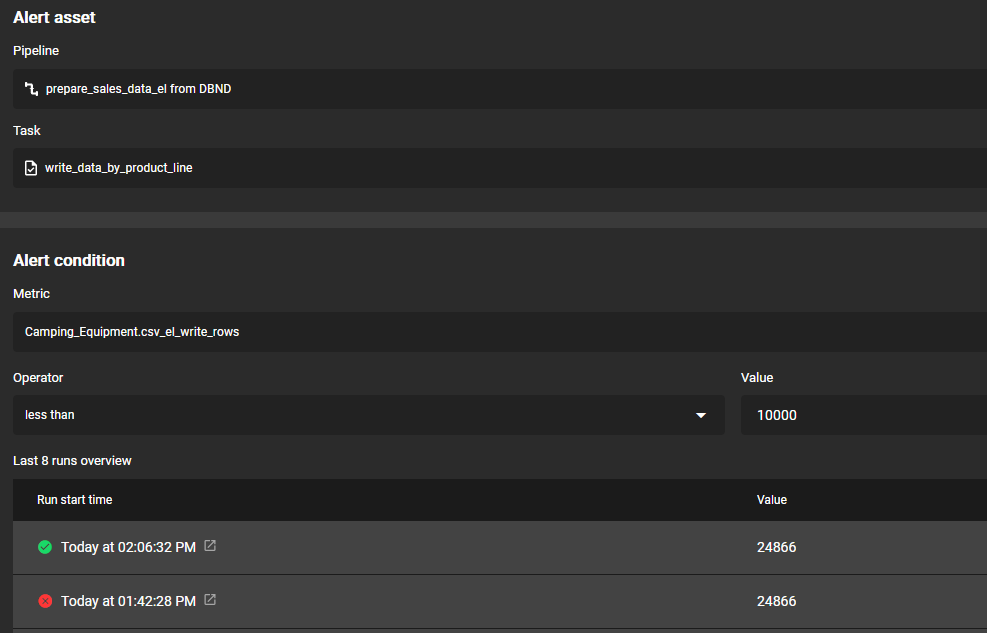 Alert asset
Pipeline
prepare_sales_data_el from DBND
Task
write_data_by_product_line
Alert condition
Metric
Camping_Equipment.csv_el_write_rows
Operator Value
less than 10000
Last 8 runs overview
Run start time Value
Today at 02:06:32 PM 24866
Today at 01:42:28 PM 24866